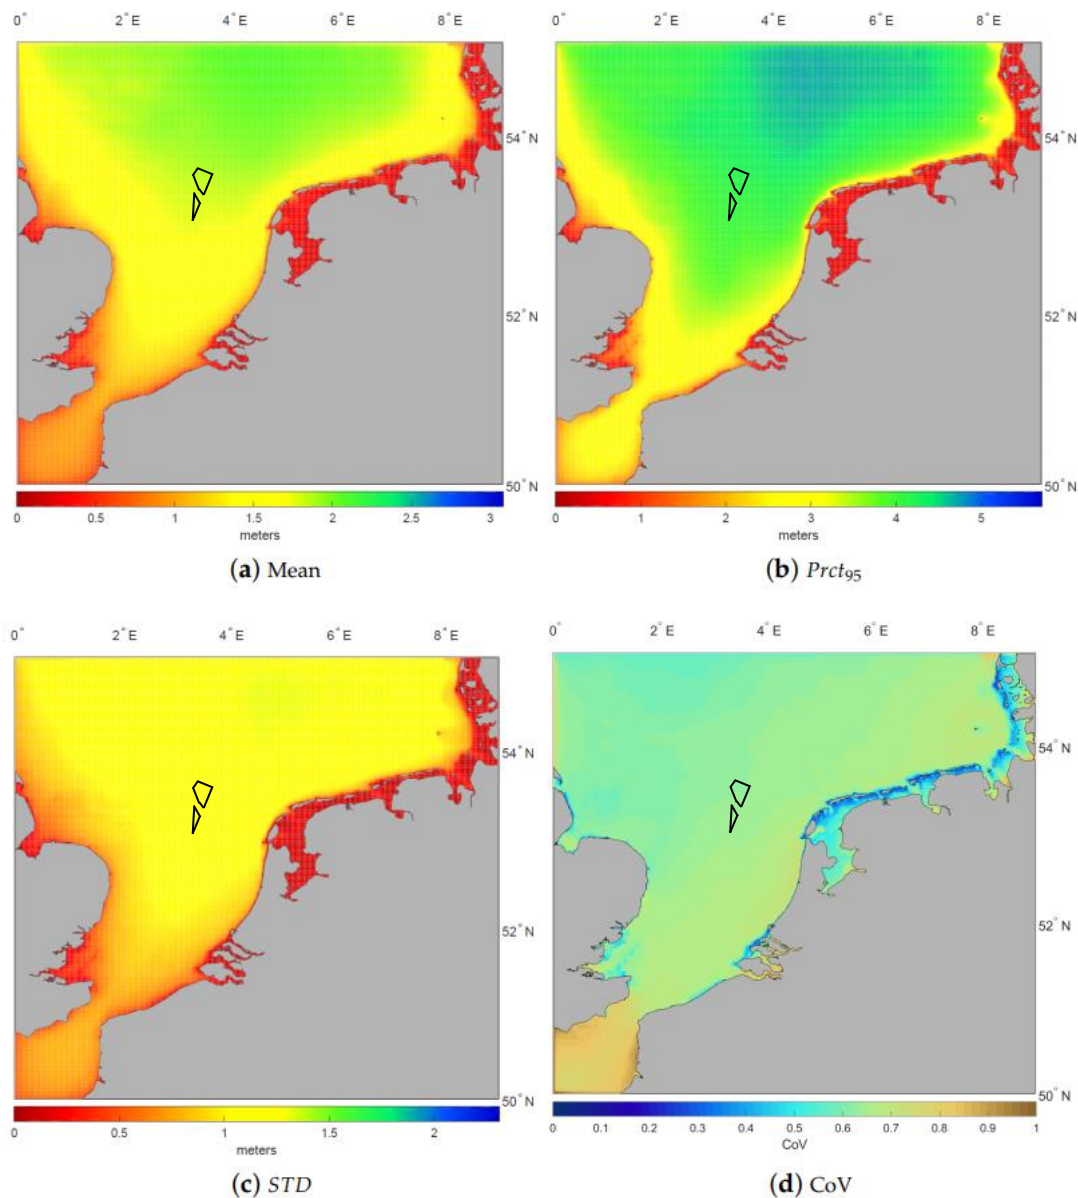 0° 2°E 4°E 6°E 8°E 0° 2°E 4°E 6°E 8°E
54°N 54°N
52°N 52°N
50°N 50°N
0 0.5 1 1.5 2 2.5 3 0 1 2 3 4 5
meters meters
(a) Mean (b) Prct95
0° 2°E 4°E 6°E 8°E 0° 2°E 4°E 6°E 8°E
54°N 54°N
52°N 52°N
50°N 50°N
0 0.5 1 1.5 2 0 0.1 0.2 0.3 0.4 0.5 0.6 0.7 0.8 0.9 1
meters CoV
(c) STD (d) CoV